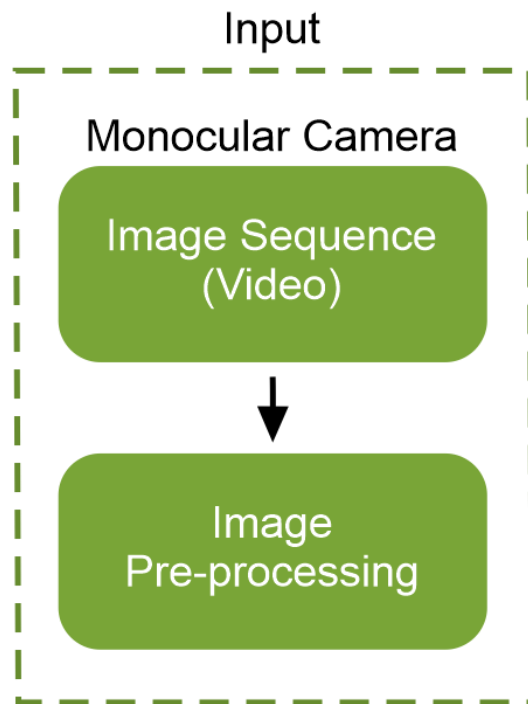 Input
Monocular Camera
Image Sequence
(Video)
Image
Pre-processing